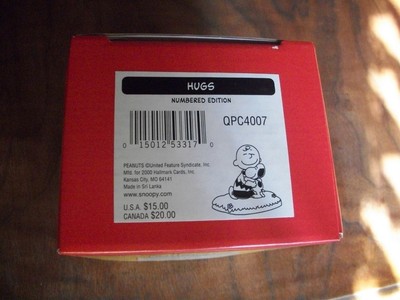 HUGS
NUMBERED EDITION
0 15012 53317 0
QPC4007
PEANUTS ©United Feature Syndicate, Inc.
Mfd. for 2000 Hallmark Cards, Inc.
Kansas City, MO 64141
Made in Sri Lanka
www.snoopy.com
U.S.A. $15.00
CANADA $20.00